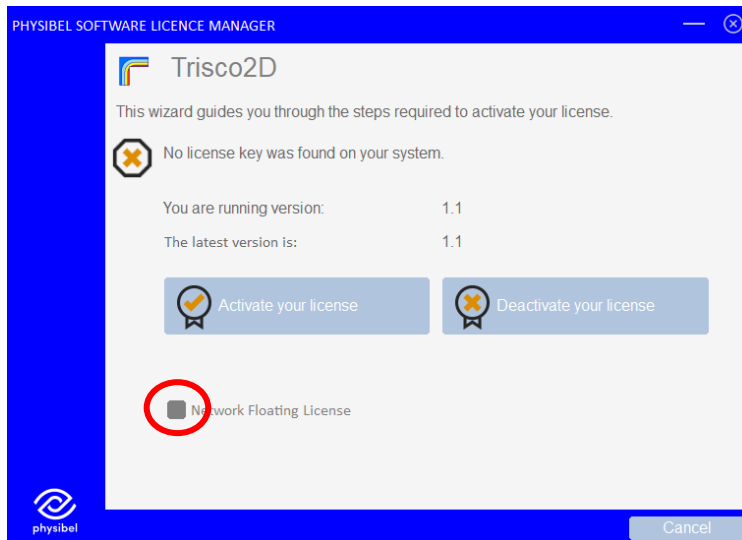 PHYSIBEL SOFTWARE LICENCE MANAGER
Trisco2D
This wizard guides you through the steps required to activate your license.
No license key was found on your system.
You are running version: 1.1
The latest version is: 1.1
Activate your license Deactivate your license
Network Floating License
physibel
Cancel